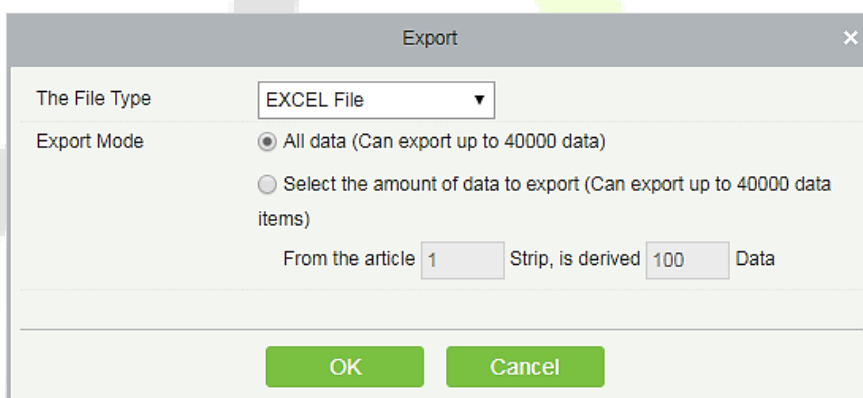 Export
The File Type EXCEL File
Export Mode All data (Can export up to 40000 data)
Select the amount of data to export (Can export up to 40000 data
items)
From the article 1 Strip, is derived 100 Data
OK Cancel